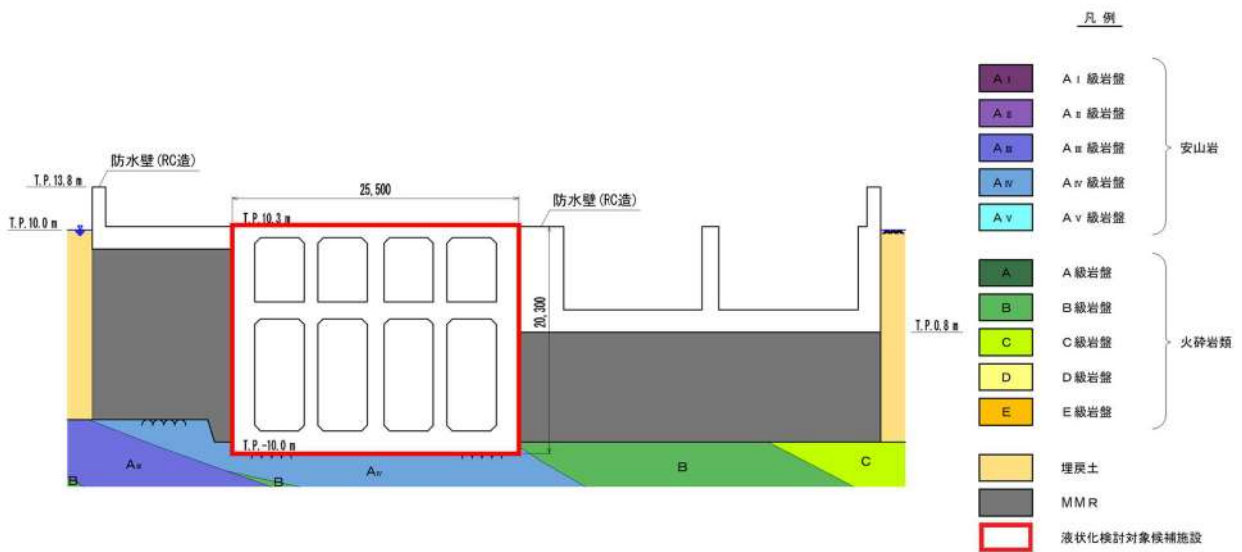 凡 例
AⅠ AⅠ級岩盤
AⅡ AⅡ級岩盤
AⅢ AⅢ級岩盤
AⅣ AⅣ級岩盤
AⅤ AⅤ級岩盤
安山岩
A A級岩盤
B B級岩盤
C C級岩盤
D D級岩盤
E E級岩盤
火砕岩類
埋戻土
MMR
液状化検討対象候補施設
防水壁(RC造)
T.P.13.8 m
25,500
防水壁(RC造)
T.P.10.0 m
T.P.10.3 m
20,300
T.P.0.8 m
T.P.-10.0 m
AⅢ
AⅣ
B
C
B
B